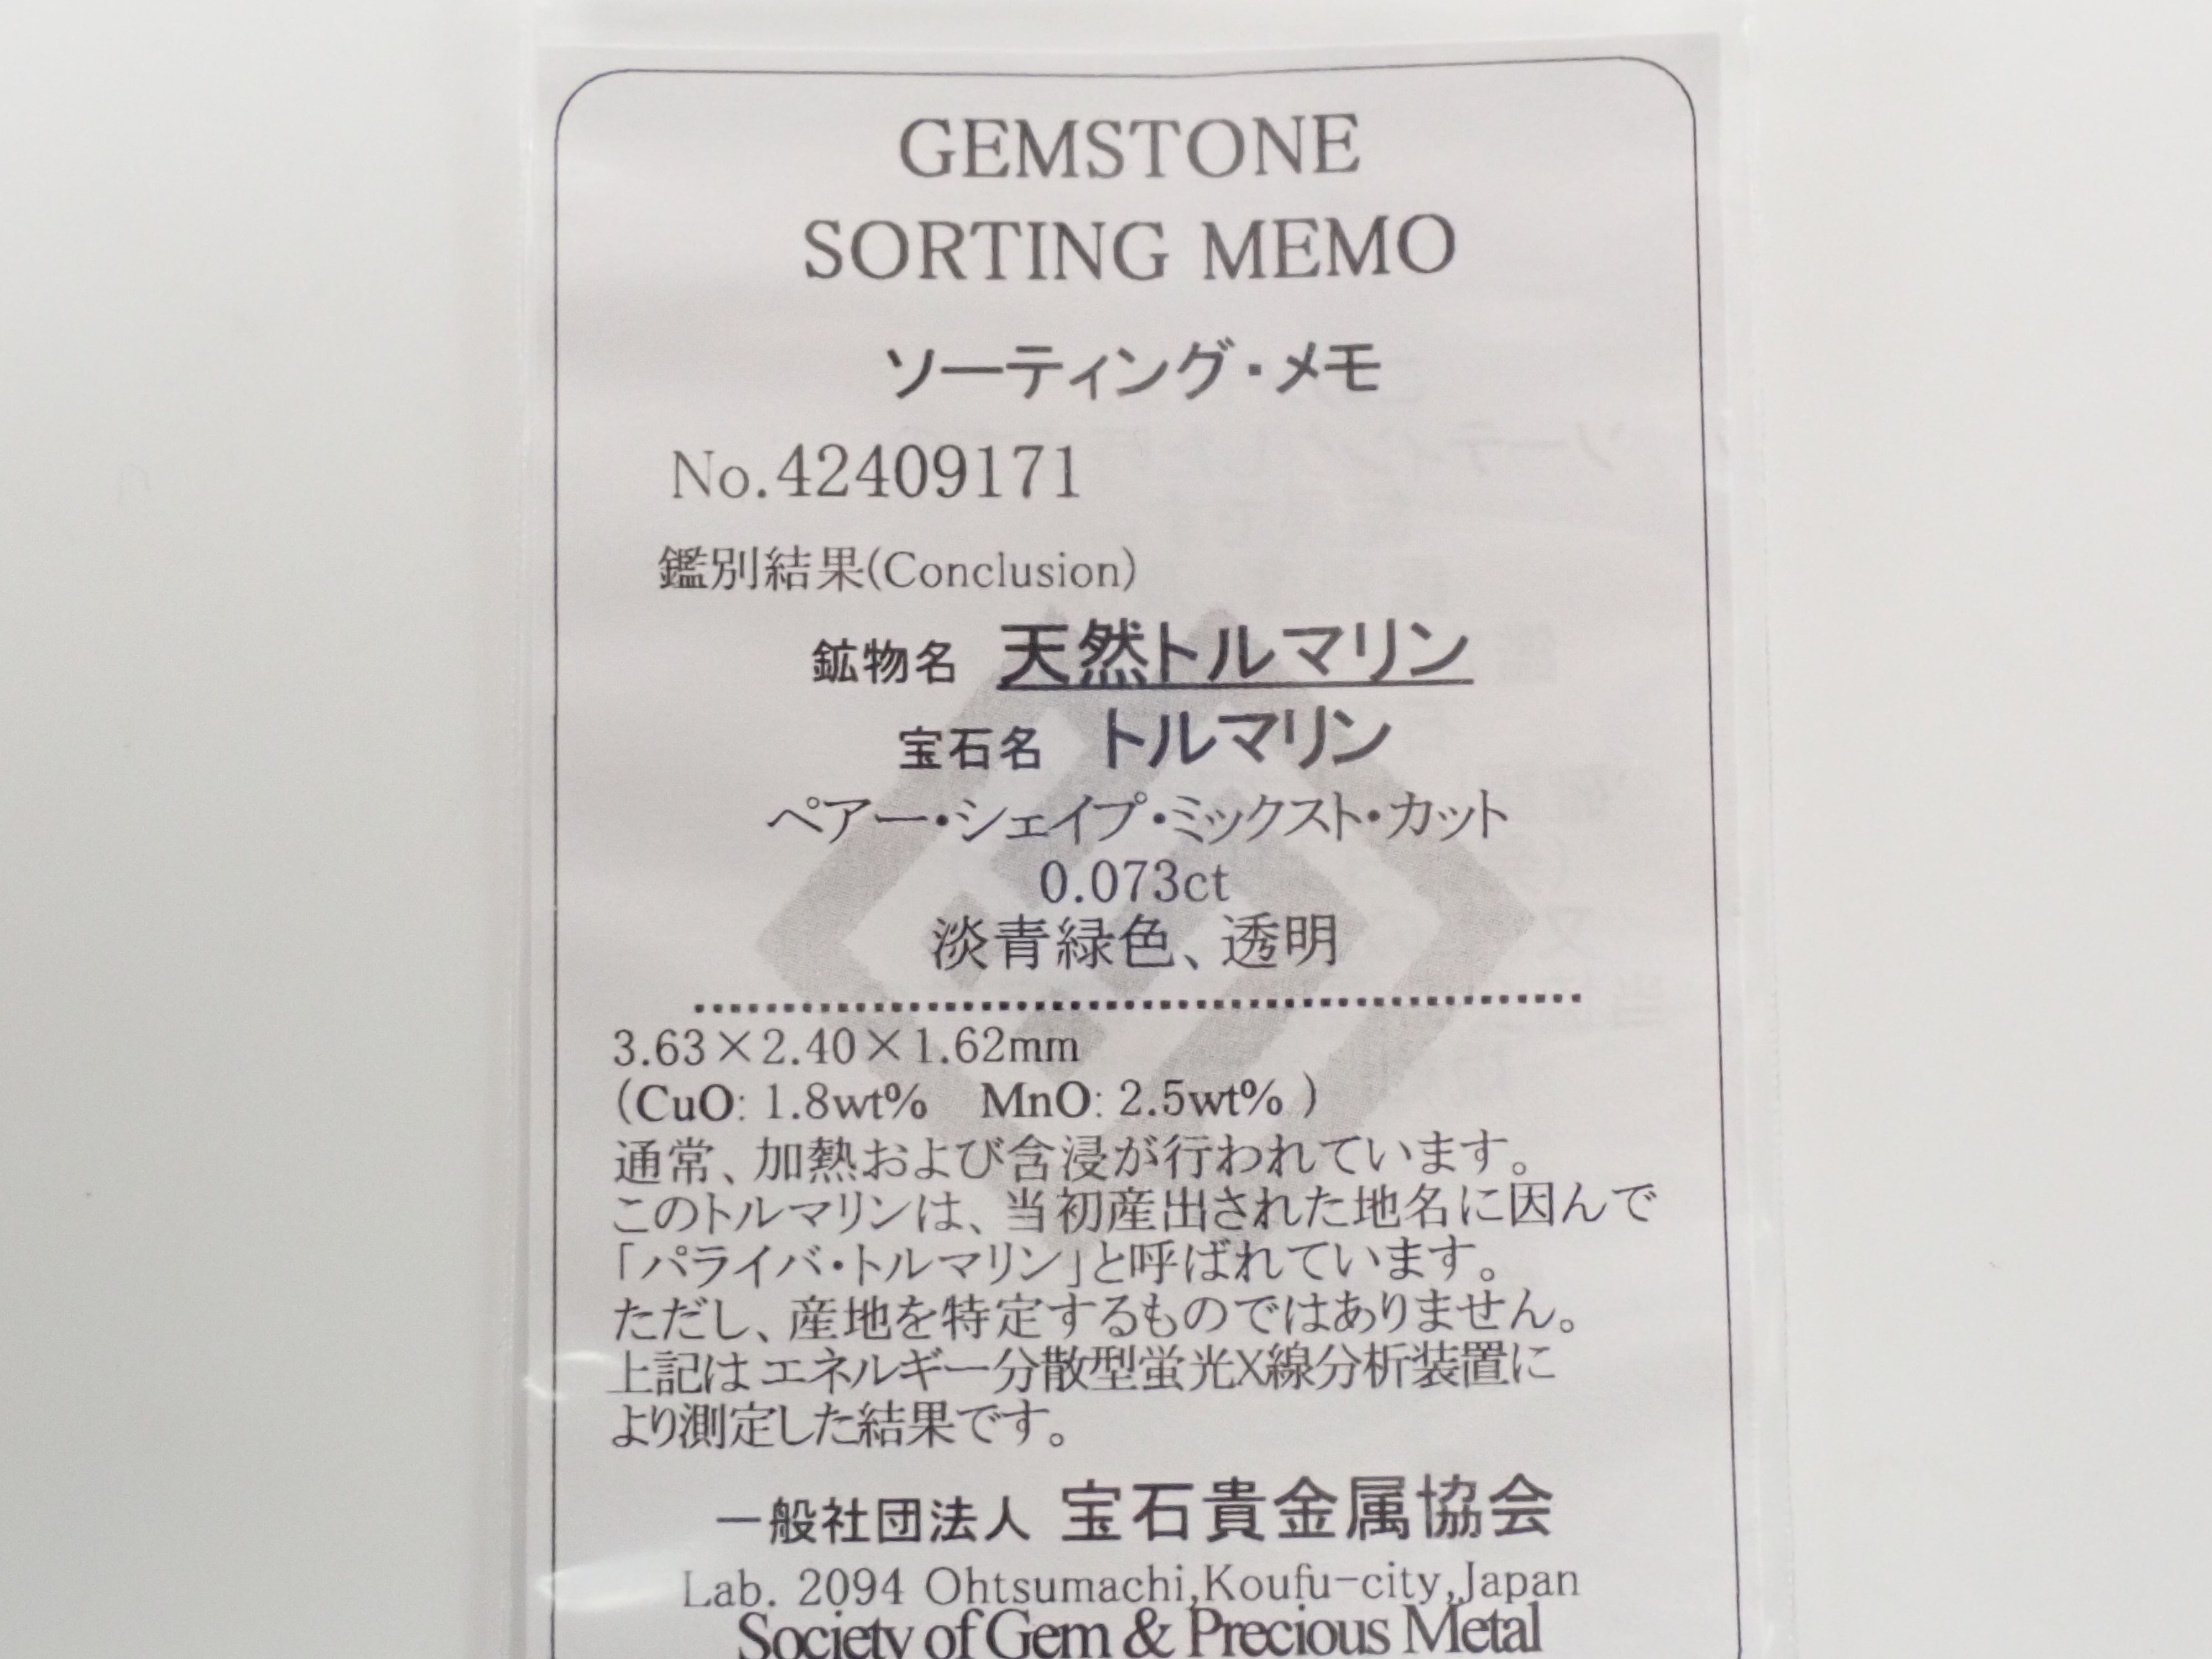 GEMSTONE
SORTING MEMO
ソーティング・メモ
No.42409171
鑑別結果(Conclusion)
鉱物名 天然トルマリン
宝石名 トルマリン
ペアー・シェイプ・ミックスト・カット
0.073ct
淡青緑色、透明
3.63×2.40×1.62mm
(CuO: 1.8wt% MnO: 2.5wt% )
通常、加熱および含浸が行われています。
このトルマリンは、当初産出された地名に因んで
「パライバ・トルマリン」と呼ばれています。
ただし、産地を特定するものではありません。
上記はエネルギー分散型蛍光X線分析装置に
より測定した結果です。
一般社団法人 宝石貴金属協会
Lab. 2094 Ohtsumachi,Koufu-city,Japan
Society of Gem & Precious Metal